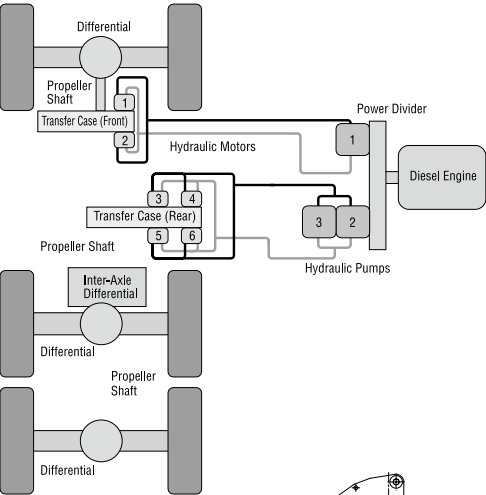 Differential
Propeller
Shaft
Transfer Case (Front)
1
2
Hydraulic Motors
Power Divider
1
Diesel Engine
3
4
Transfer Case (Rear)
5
6
3
2
Propeller Shaft
Hydraulic Pumps
Inter-Axle
Differential
Differential
Propeller
Shaft
Differential